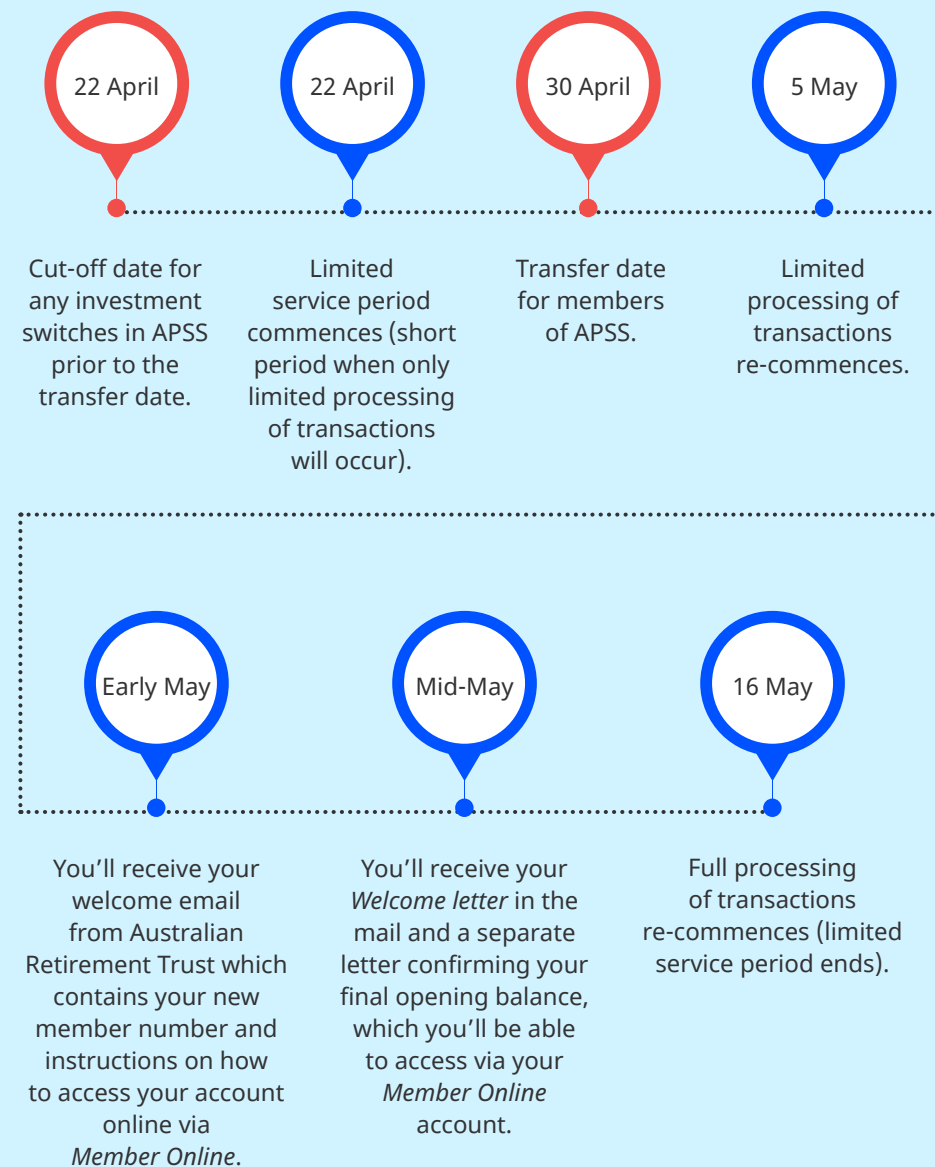 22 April
Cut-off date for
any investment
switches in APSS
prior to the
transfer date.
22 April
Limited
service period
commences (short
period when only
limited processing
of transactions
will occur).
30 April
Transfer date
for members
of APSS.
5 May
Limited
processing of
transactions
re-commences.
Early May
You’ll receive your
welcome email
from Australian
Retirement Trust which
contains your new
member number and
instructions on how
to access your account
online via
Member Online.
Mid-May
You’ll receive your
Welcome letter in the
mail and a separate
letter confirming your
final opening balance,
which you’ll be able
to access via your
Member Online
account.
16 May
Full processing
of transactions
re-commences (limited
service period ends).